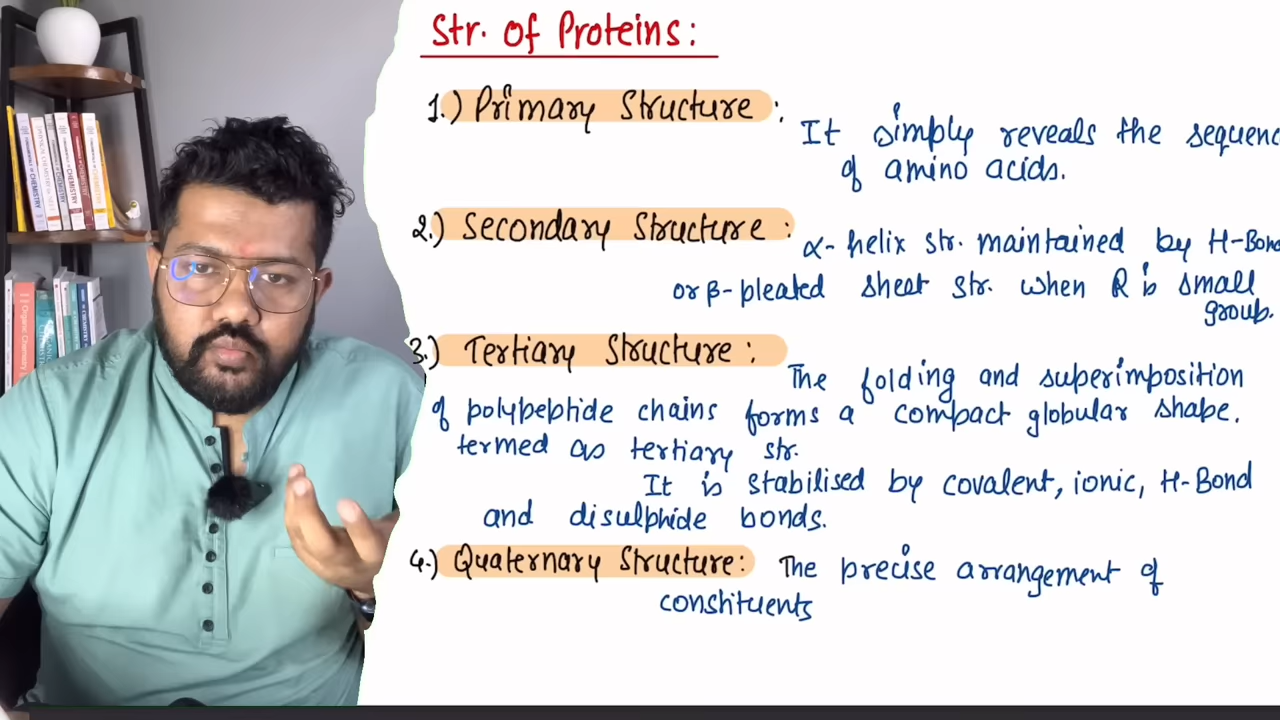 Str. of Proteins:
1.) Primary Structure : It simply reveals the sequenc
of amino acids.
2.) Secondary Structure : α- helix str. maintained by H-Bon
or β-pleated sheet str. when R is small
group.
3.) Tertiary Structure : The folding and superimposition
of polypeptide chains forms a compact globular shape.
termed as tertiary str.
It is stabilised by covalent, ionic, H-Bond
and disulphide bonds.
4.) Quaternary Structure: The precise arrangement of
constituents
Organic Chemistry